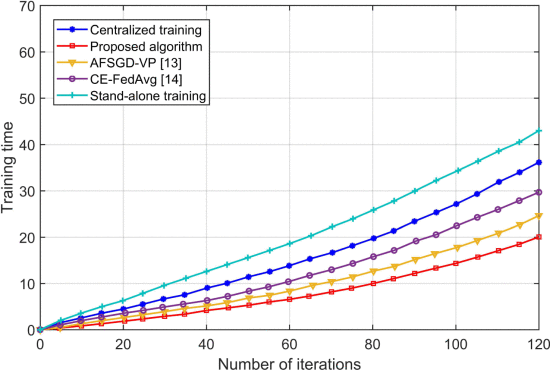 70
60
50
40
30
20
10
0
Training time
Centralized training
Proposed algorithm
AFSGD-VP [13]
CE-FedAvg [14]
Stand-alone training
0 20 40 60 80 100 120
Number of iterations